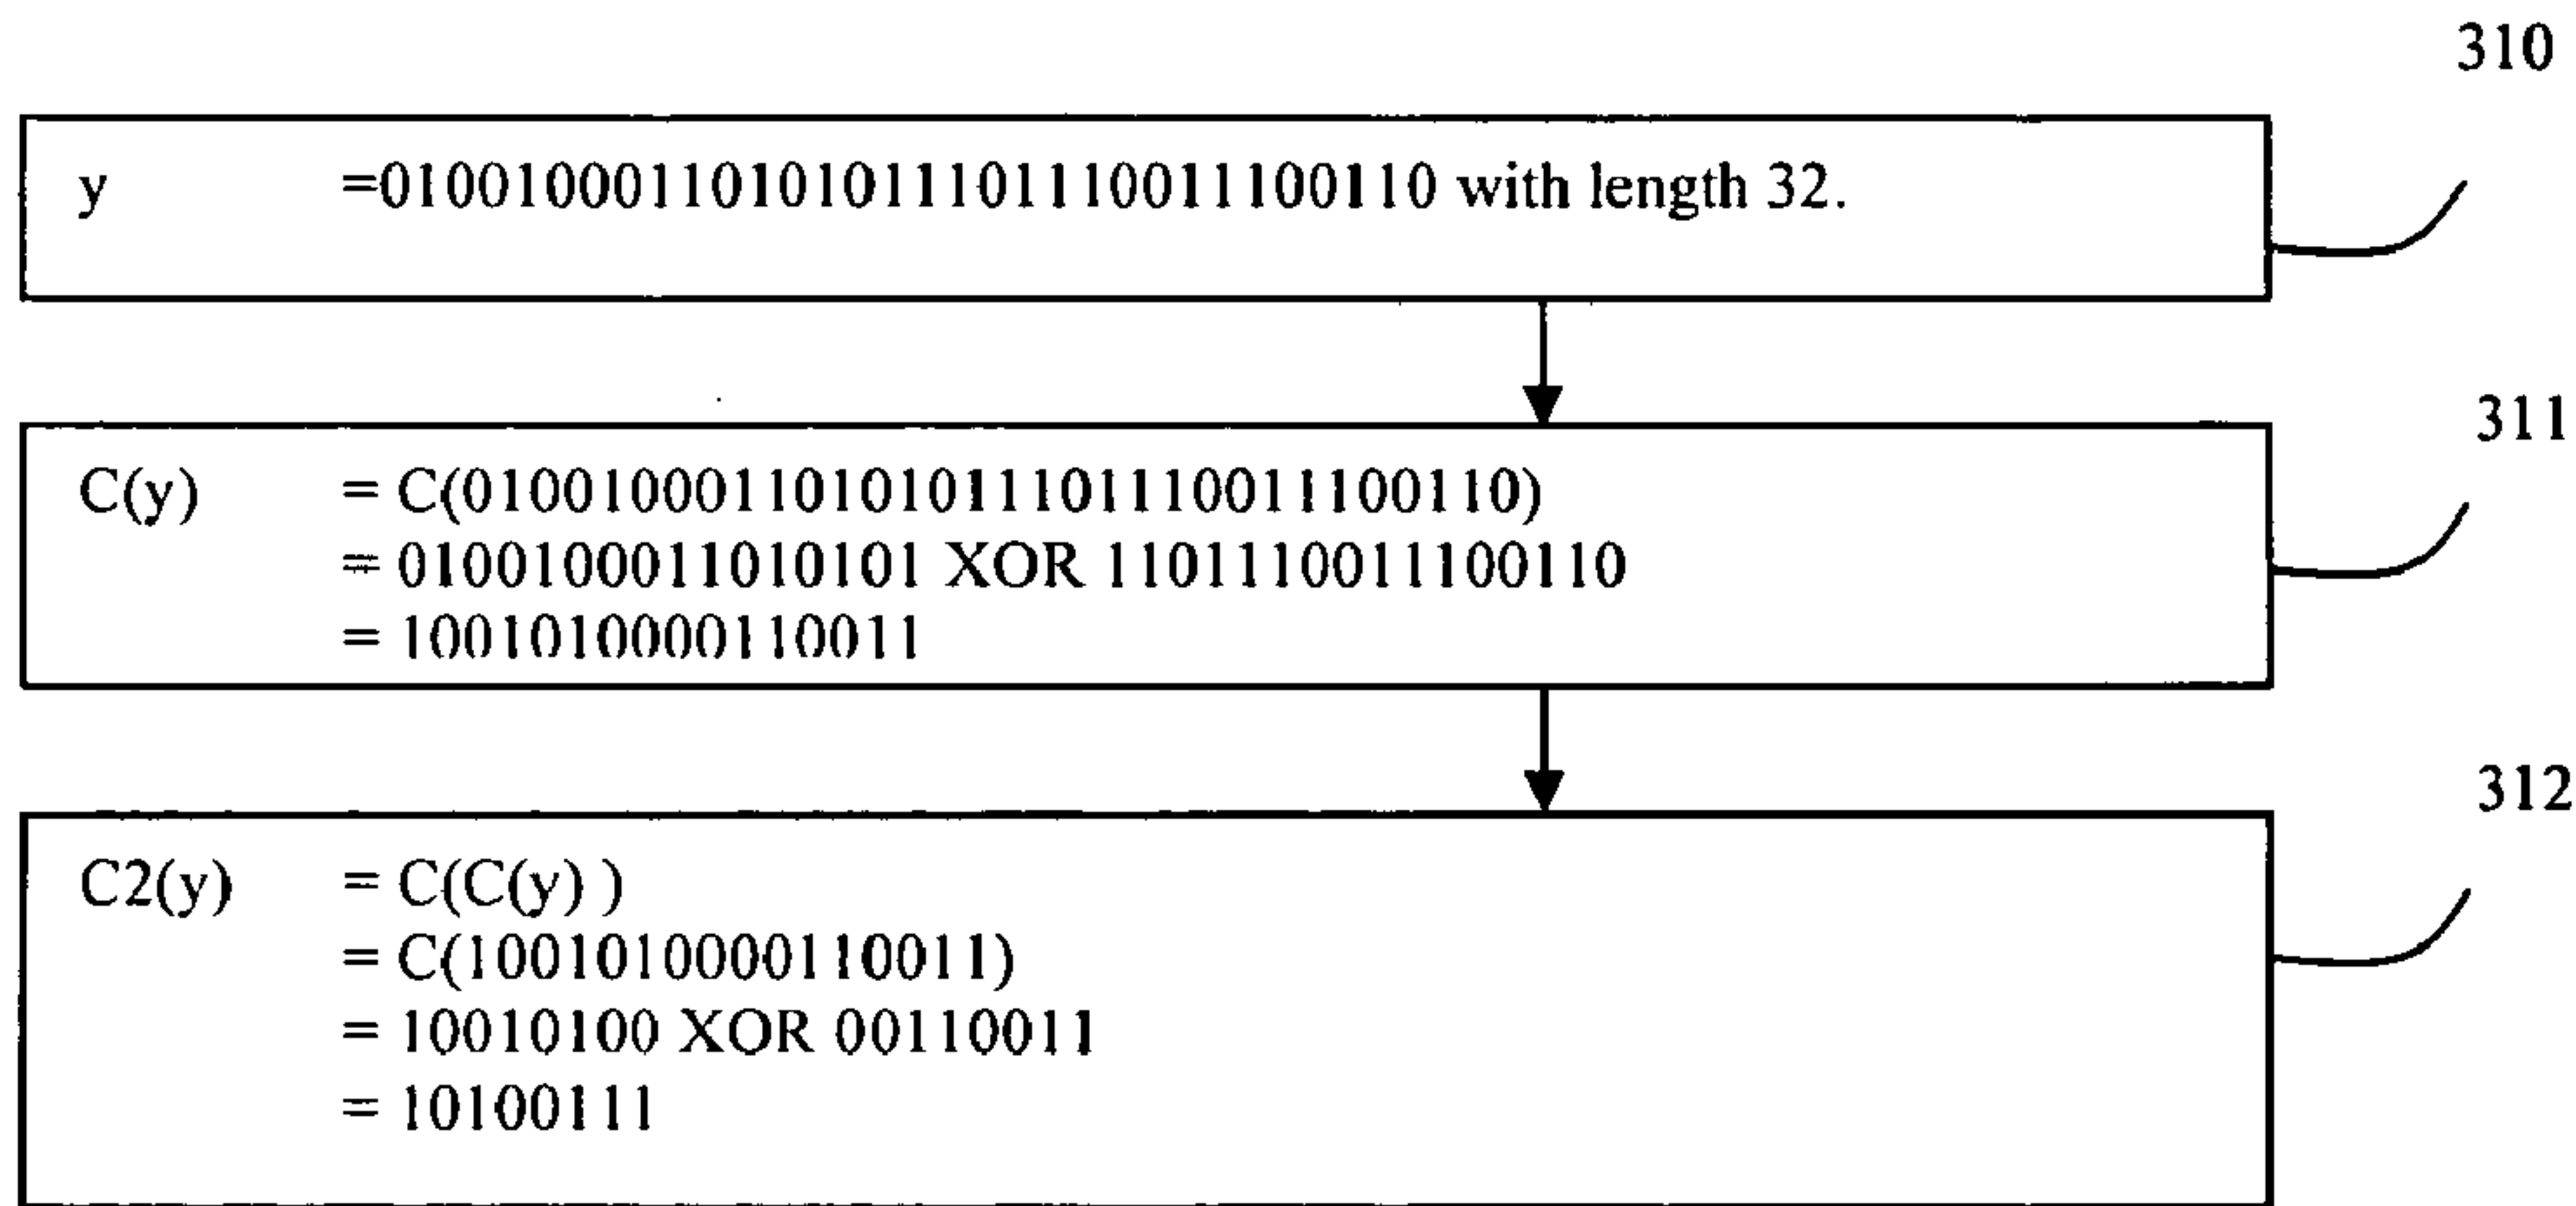 310
y =01001000110101011101110011100110 with length 32.
311
C(y) = C(01001000110101011101110011100110)
= 0100100011010101 XOR 1101110011100110
= 1001010000110011
312
C2(y) = C(C(y) )
= C(1001010000110011)
= 10010100 XOR 00110011
= 10100111